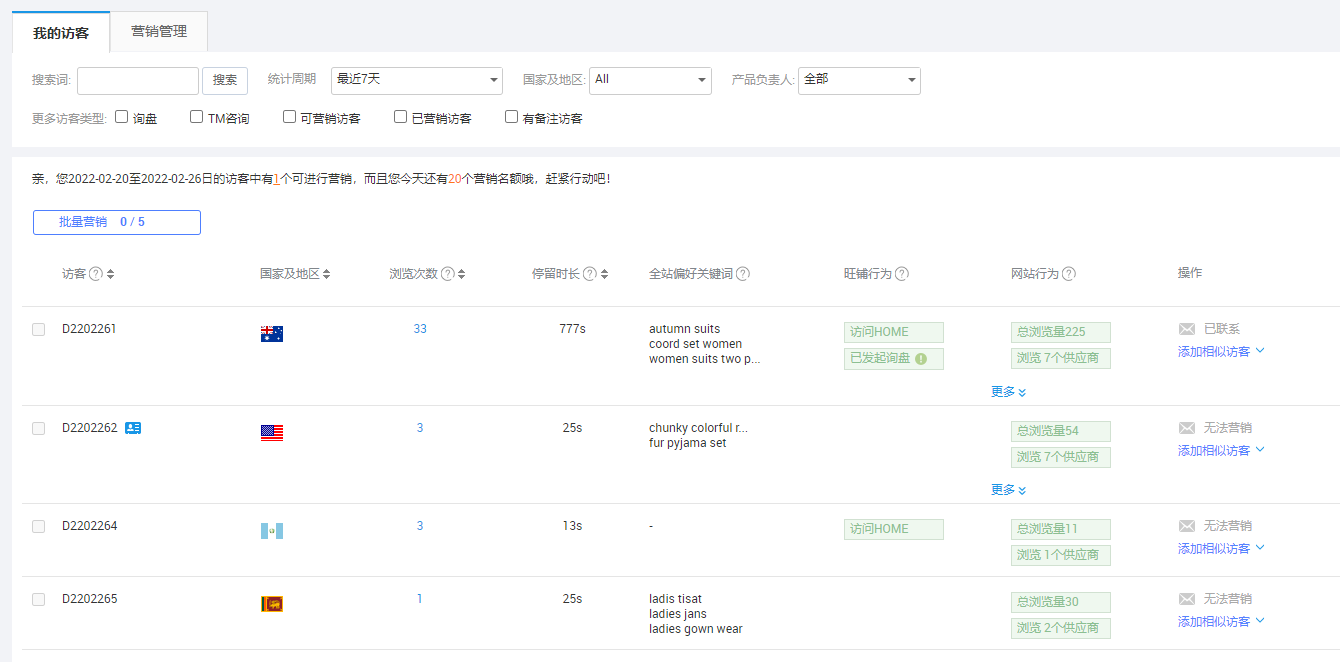 我的访客 营销管理
搜索词: 搜索 统计周期 最近7天 国家及地区: All 产品负责人: 全部
更多访客类型: 询盘 TM咨询 可营销访客 已营销访客 有备注访客
亲，您2022-02-20至2022-02-26日的访客中有1个可进行营销，而且您今天还有20个营销名额哦，赶紧行动吧！
批量营销 0 / 5
访客 国家及地区 浏览次数 停留时长 全站偏好关键词 旺铺行为 网站行为 操作
D2202261 33 777s autumn suits 访问HOME 总浏览量225 已联系
coord set women
women suits two p... 已发起询盘 浏览 7个供应商 添加相似访客
更多
D2202262 3 25s chunky colorful r... 总浏览量54 无法营销
fur pyjama set 浏览 7个供应商 添加相似访客
更多
D2202264 3 13s - 访问HOME 总浏览量11 无法营销
浏览 1个供应商 添加相似访客
D2202265 1 25s ladis tisat 总浏览量30 无法营销
ladies jans
ladies gown wear 浏览 2个供应商 添加相似访客